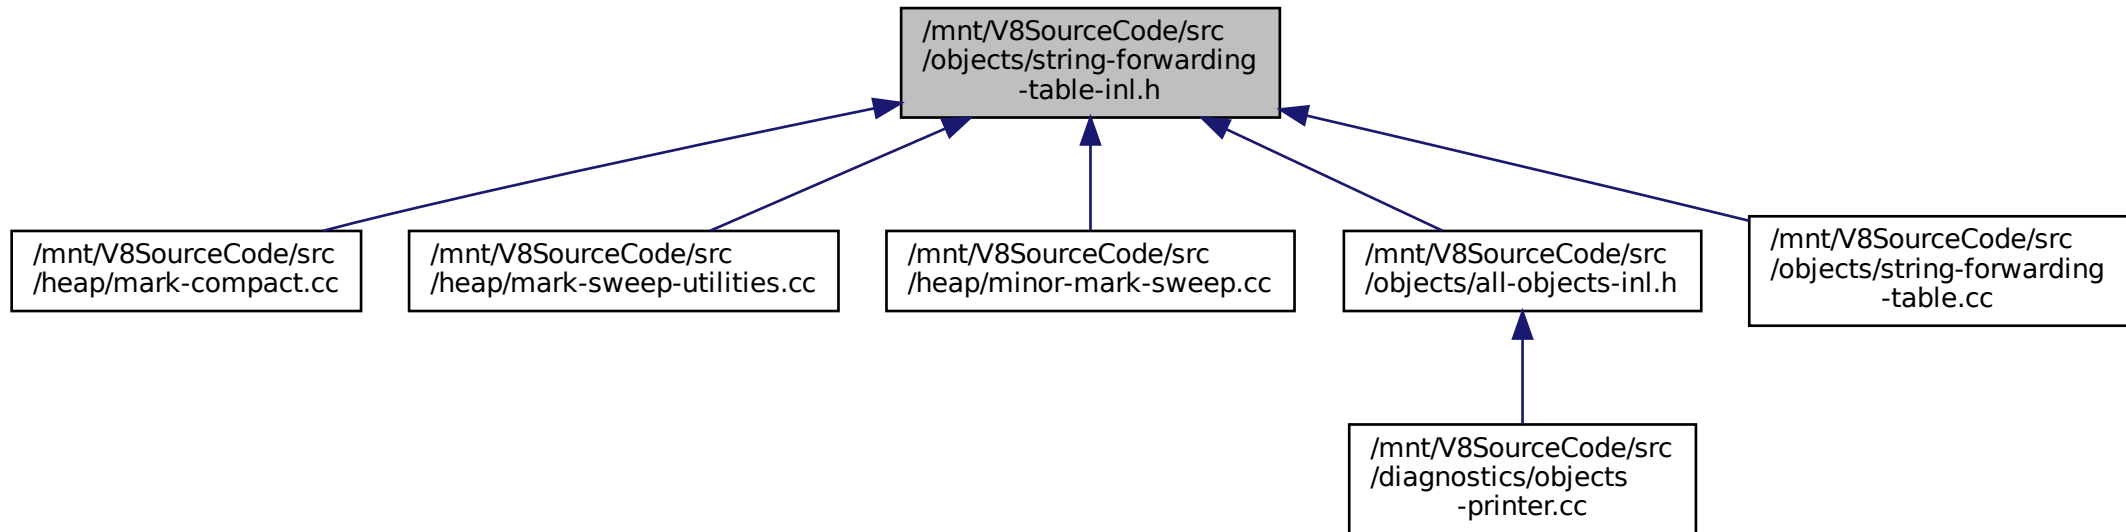 /mnt/V8SourceCode/src
/objects/string-forwarding
-table-inl.h
/mnt/V8SourceCode/src
/heap/mark-compact.cc
/mnt/V8SourceCode/src
/heap/mark-sweep-utilities.cc
/mnt/V8SourceCode/src
/heap/minor-mark-sweep.cc
/mnt/V8SourceCode/src
/objects/all-objects-inl.h
/mnt/V8SourceCode/src
/objects/string-forwarding
-table.cc
/mnt/V8SourceCode/src
/diagnostics/objects
-printer.cc